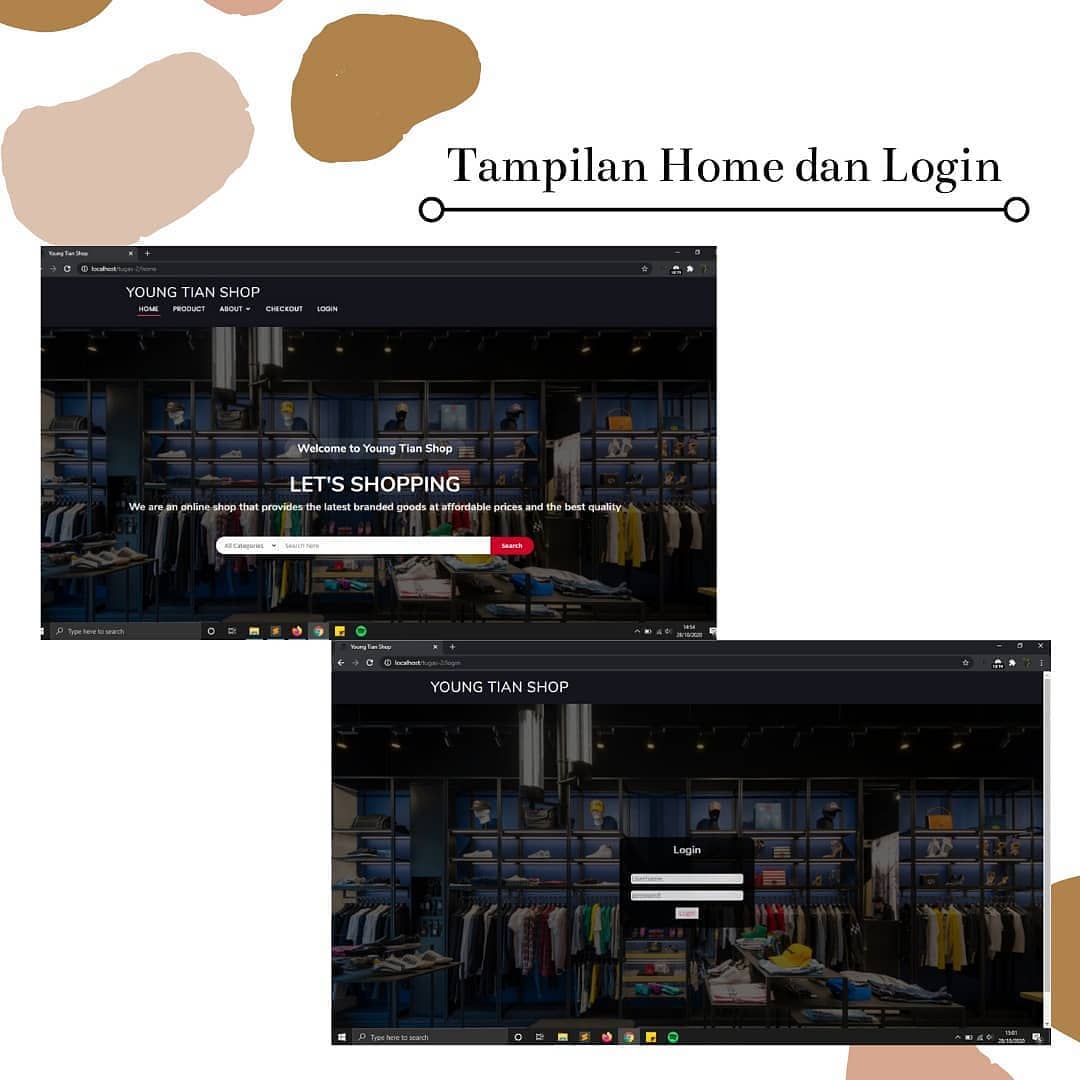 Tampilan Home dan Login
Young Tian Shop
localhost/tugas-2/home
YOUNG TIAN SHOP
HOME PRODUCT ABOUT CHECKOUT LOGIN
Welcome to Young Tian Shop
LET'S SHOPPING
We are an online shop that provides the latest branded goods at affordable prices and the best quality
All Categories Search here Search
Type here to search
14:54
28/10/2020
Young Tian Shop
localhost/tugas-2/login
YOUNG TIAN SHOP
Login
username
password
Login
Type here to search
15:01
28/10/2020